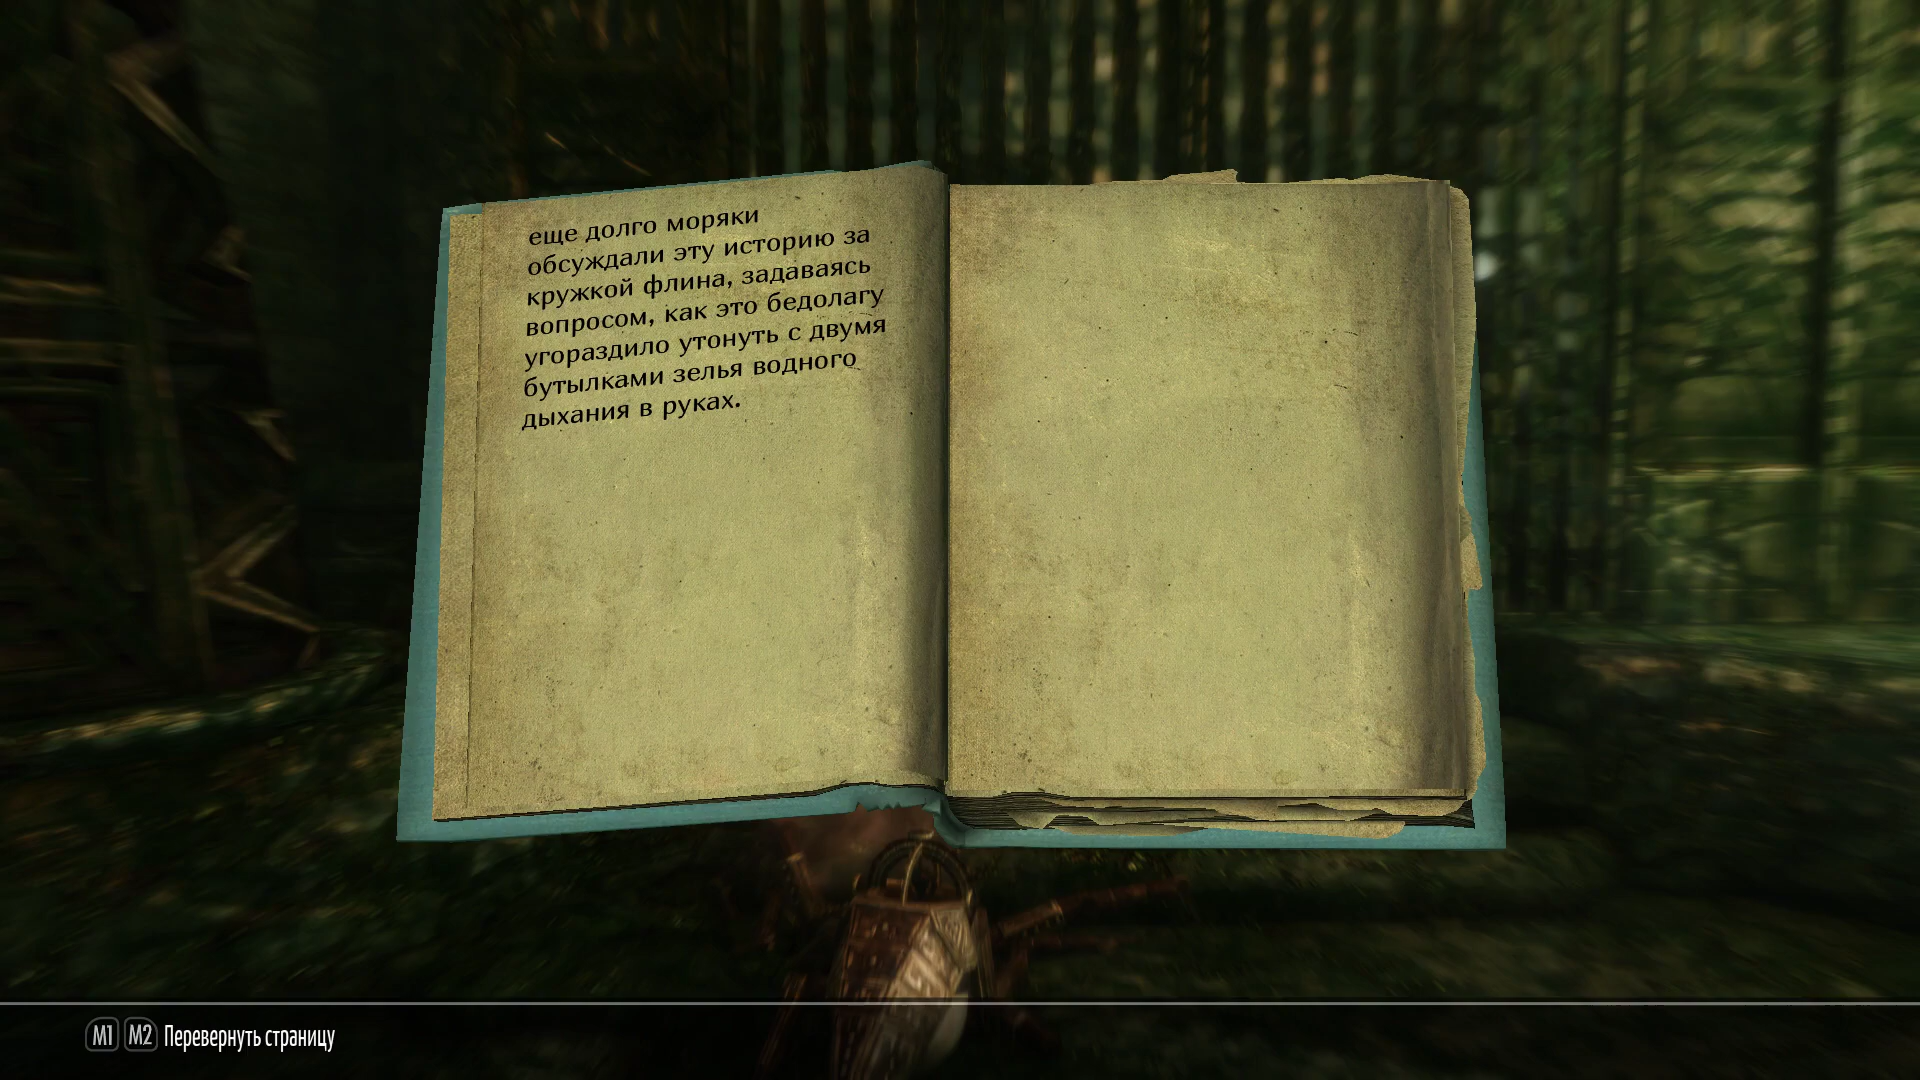 еще долго моряки
обсуждали эту историю за
кружкой флина, задаваясь
вопросом, как это бедолагу
угораздило утонуть с двумя
бутылками зелья водного
дыхания в руках.
M1 M2 Перевернуть страницу